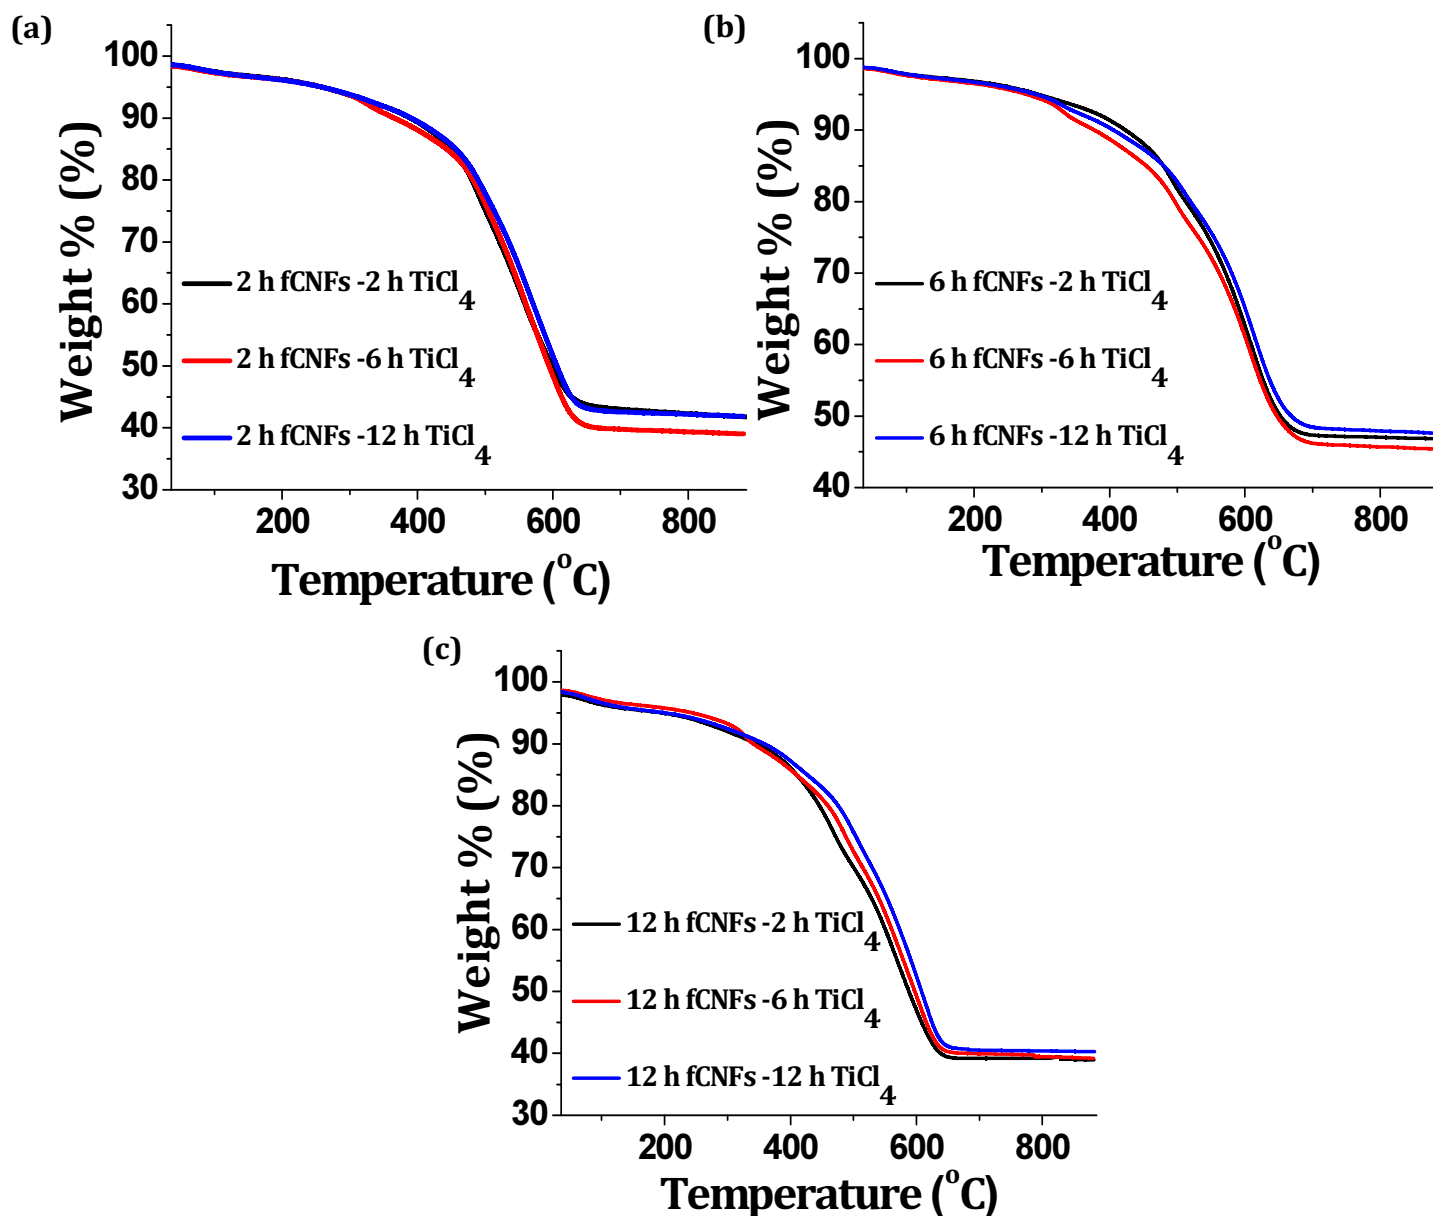 (a)
Weight % (%)
100
90
80
70
60
50
40
30
2 h fCNFs -2 h TiCl4
2 h fCNFs -6 h TiCl4
2 h fCNFs -12 h TiCl4
200 400 600 800
Temperature (°C)
(b)
Weight % (%)
100
90
80
70
60
50
40
6 h fCNFs -2 h TiCl4
6 h fCNFs -6 h TiCl4
6 h fCNFs -12 h TiCl4
200 400 600 800
Temperature (°C)
(c)
Weight % (%)
100
90
80
70
60
50
40
30
12 h fCNFs -2 h TiCl4
12 h fCNFs -6 h TiCl4
12 h fCNFs -12 h TiCl4
200 400 600 800
Temperature (°C)